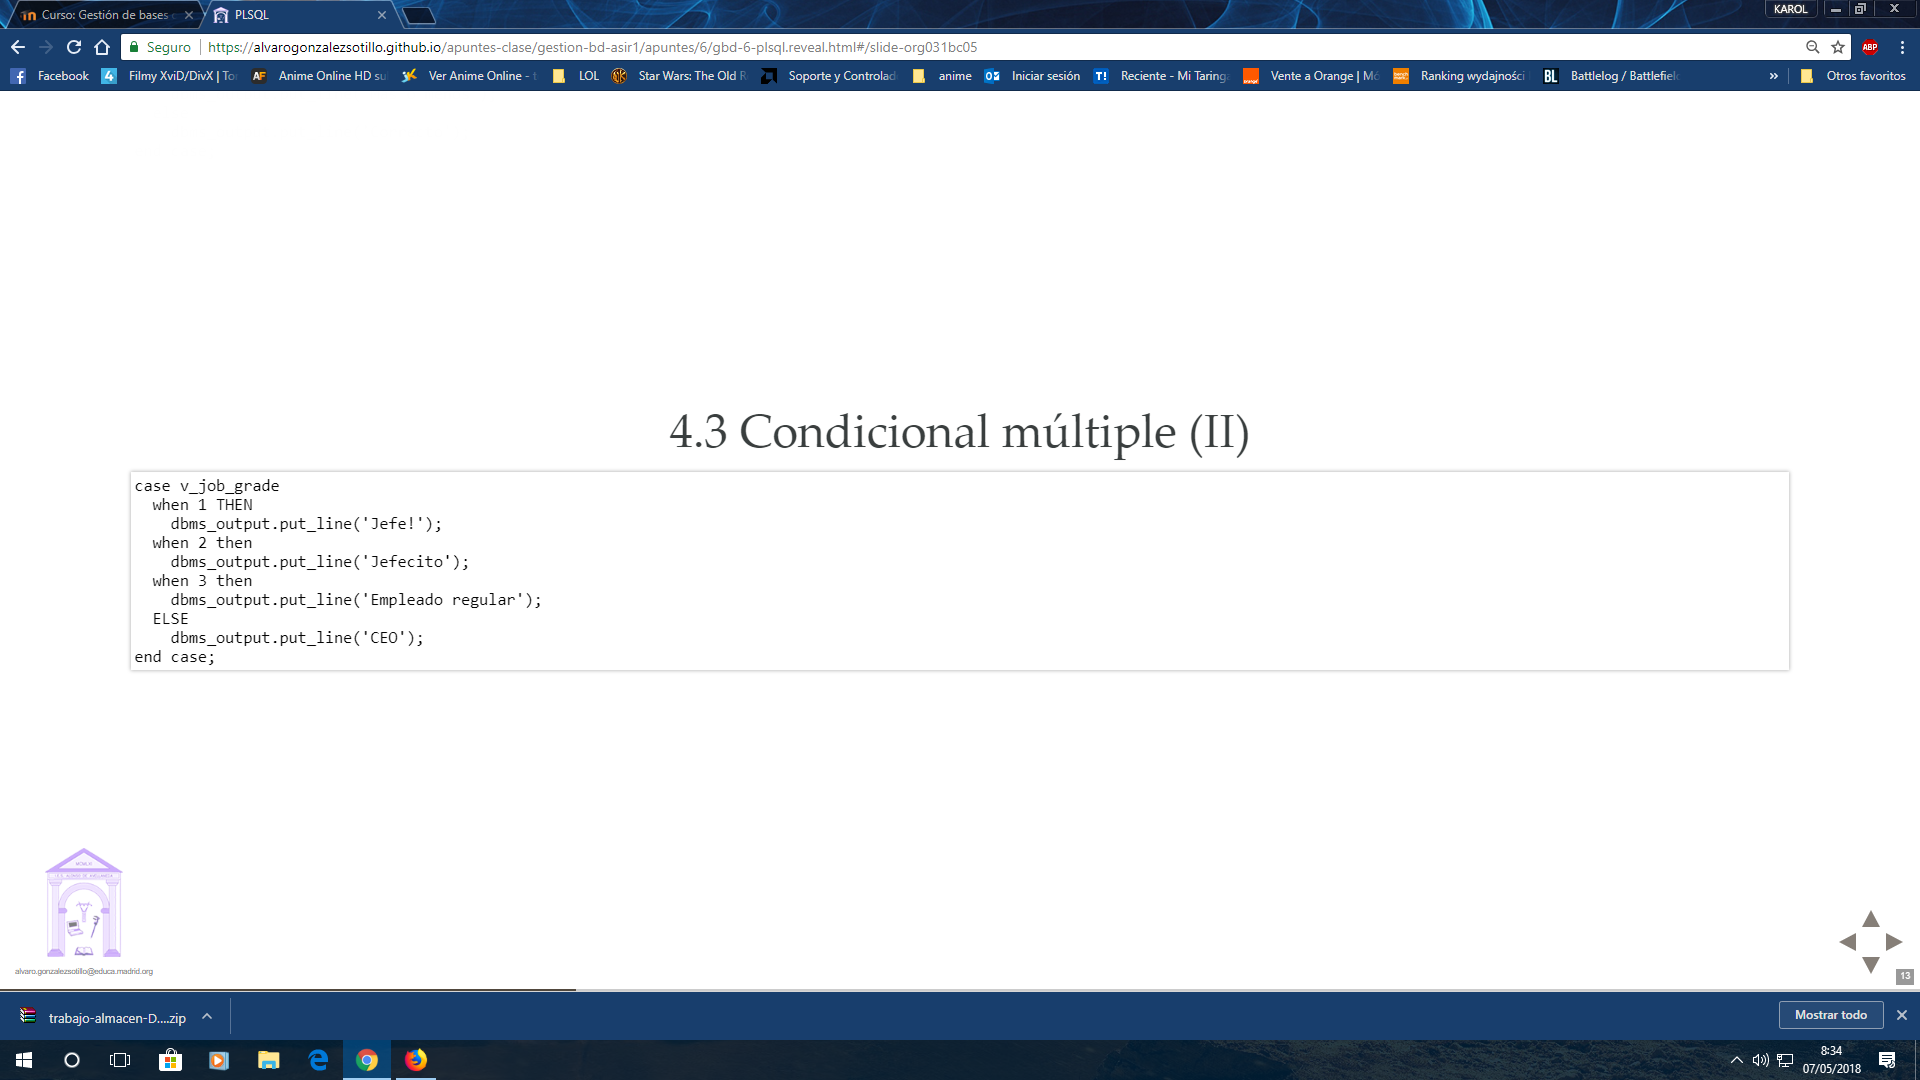 Curso: Gestión de bases
PLSQL
KAROL
Seguro
https://alvarogonzalezsotillo.github.io/apuntes-clase/gestion-bd-asir1/apuntes/6/gbd-6-plsql.reveal.html#/slide-org031bc05
ABP
Facebook
Filmy XviD/DivX | To
Anime Online HD su
Ver Anime Online -
LOL
Star Wars: The Old R
Soporte y Controlad
anime
Iniciar sesión
Reciente - Mi Taringa
Vente a Orange | Mó
Ranking wydajności
Battlelog / Battlefiel
»
Otros favoritos
4.3 Condicional múltiple (II)
case v_job_grade
when 1 THEN
dbms_output.put_line('Jefe!');
when 2 then
dbms_output.put_line('Jefecito');
when 3 then
dbms_output.put_line('Empleado regular');
ELSE
dbms_output.put_line('CEO');
end case;
alvaro.gonzalezsotillo@educa.madrid.org
13
trabajo-almacen-D....zip
Mostrar todo
8:34
07/05/2018